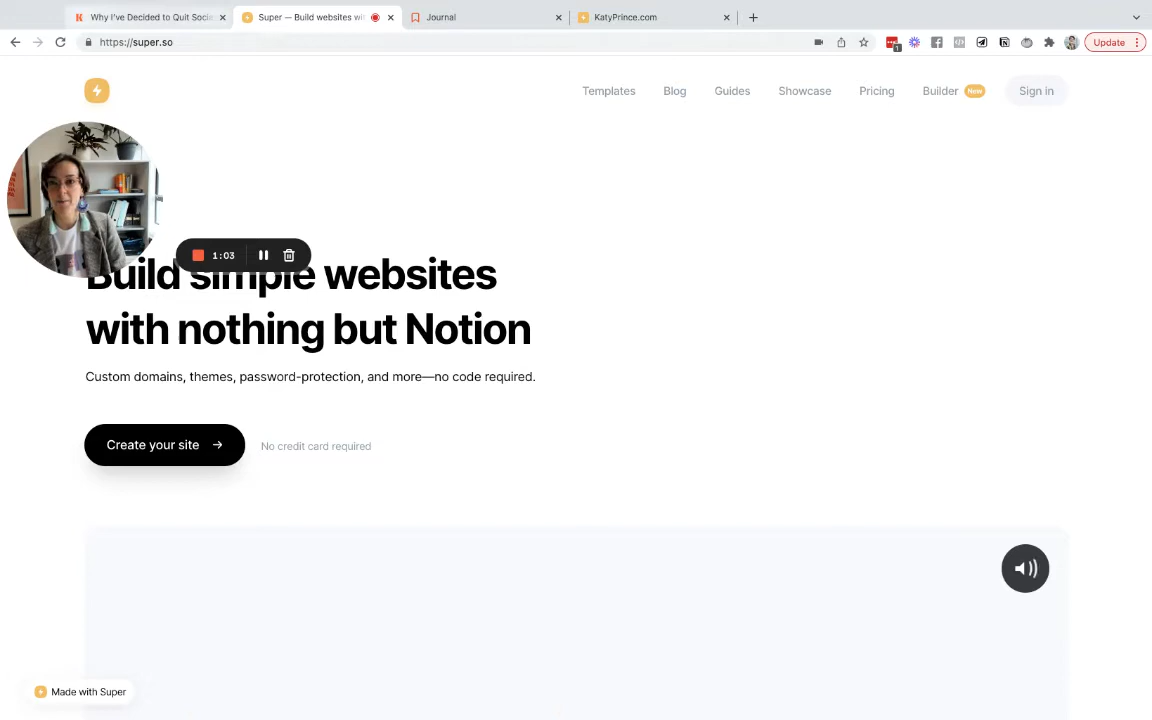 Why I've Decided to Quit Socia
Super — Build websites wi
Journal
KatyPrince.com
https://super.so
1
Update
Templates
Blog
Guides
Showcase
Pricing
Builder
New
Sign in
1:03
Build simple websites
with nothing but Notion
Custom domains, themes, password-protection, and more—no code required.
Create your site →
No credit card required
Made with Super